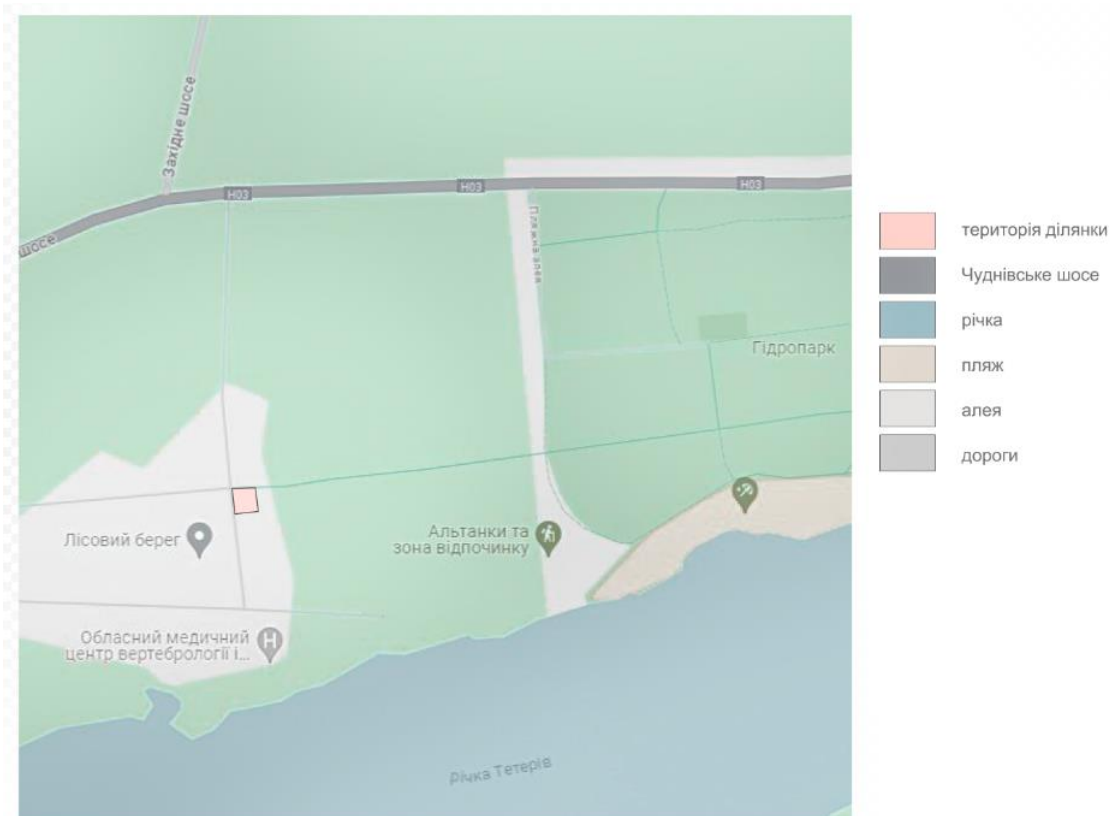 Західне шосе
Н03
Н03
Н03
шосе
Пляжна алея
Гідропарк
Лісовий берег
Альтанки та
зона відпочинку
Обласний медичний
центр вертебрології і...
Н
Річка Тетерів
територія ділянки
Чуднівське шосе
річка
пляж
алея
дороги